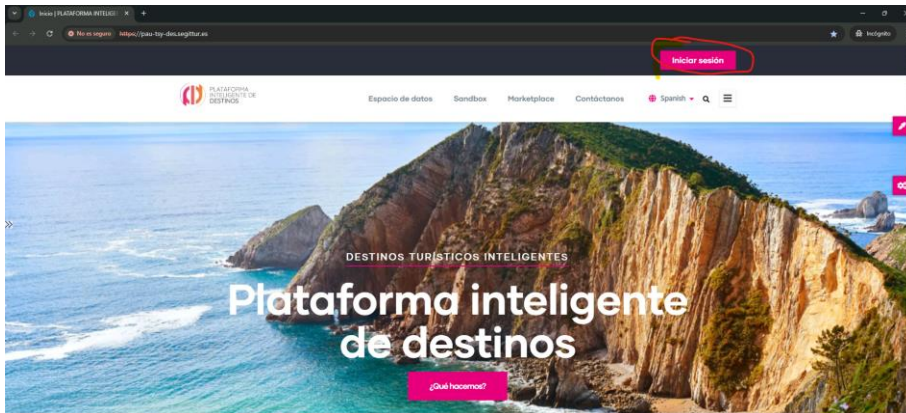 Inicio | PLATAFORMA INTELIG
No es seguro https://pau-tsy-des.segittur.es
Incógnito
Iniciar sesión
PLATAFORMA
INTELIGENTE DE
DESTINOS
Espacio de datos Sandbox Marketplace Contáctanos Spanish
DESTINOS TURÍSTICOS INTELIGENTES
Plataforma inteligente
de destinos
¿Qué hacemos?